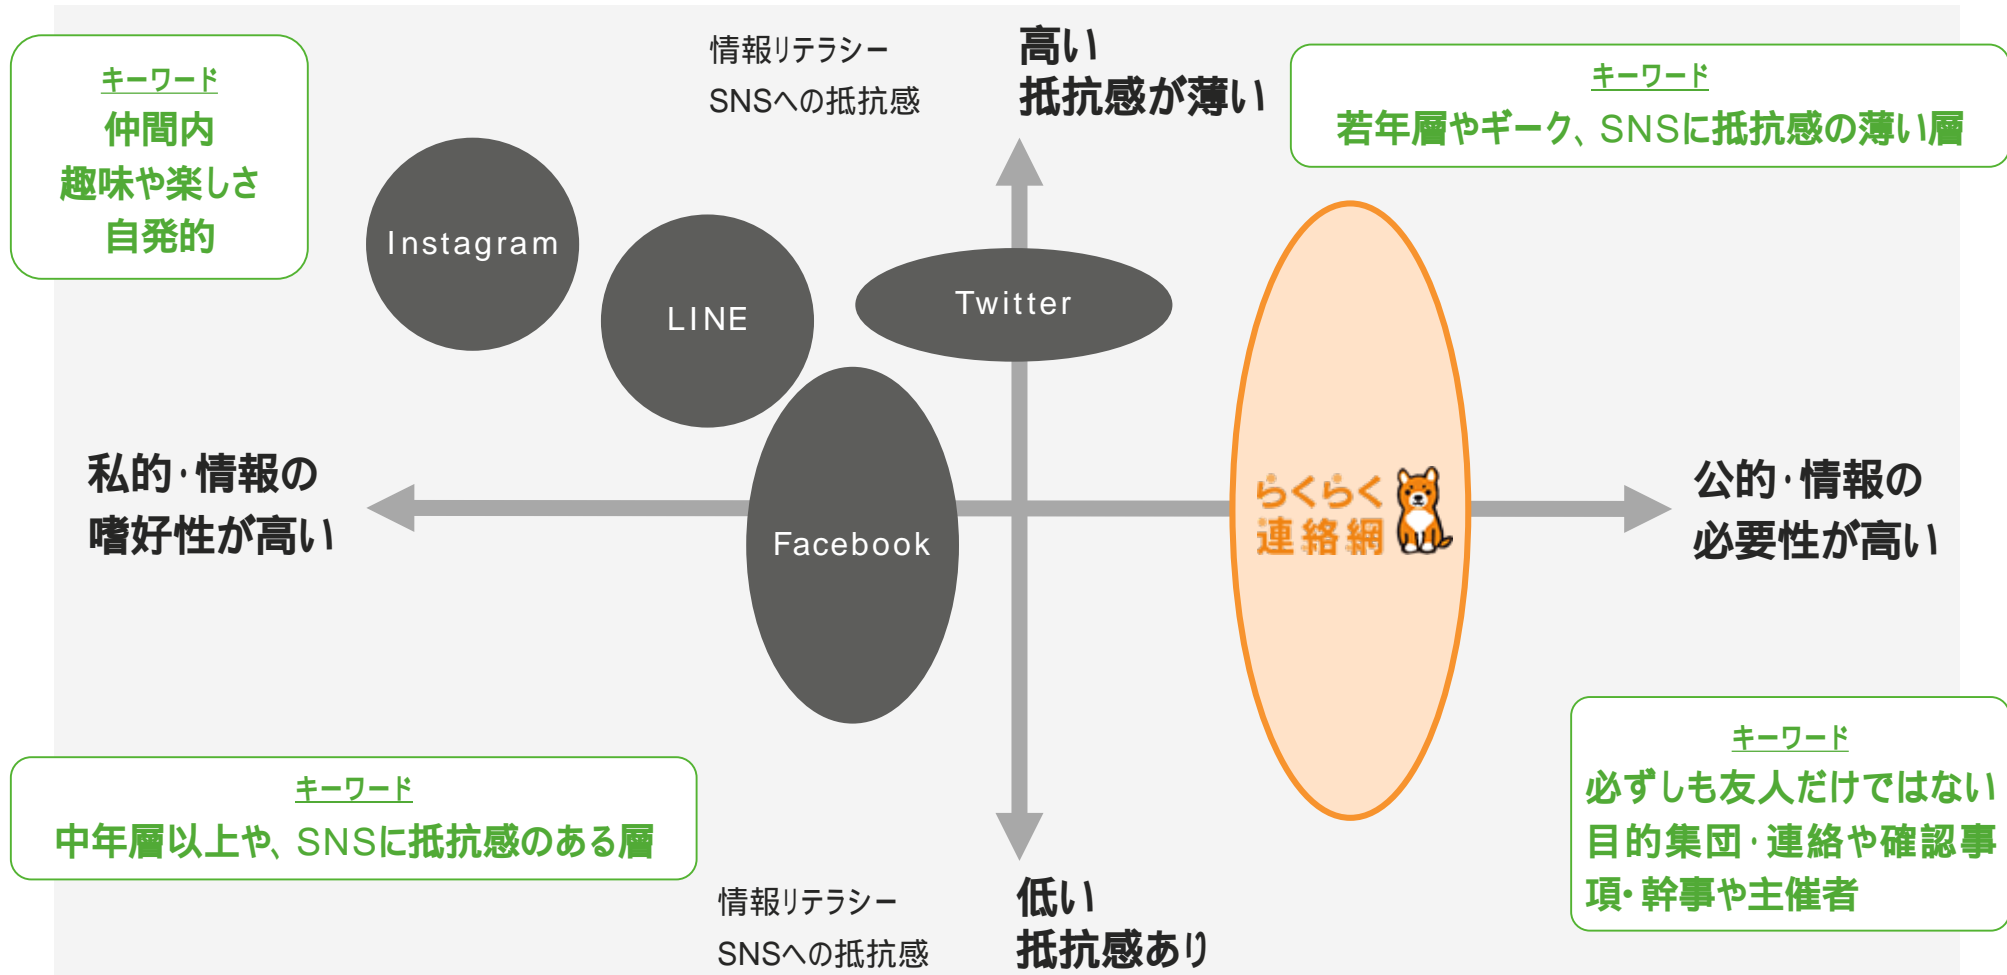 キーワード
仲間内
趣味や楽しさ
自発的
情報リテラシー
SNSへの抵抗感
高い
抵抗感が薄い
キーワード
若年層やギーク、SNSに抵抗感の薄い層
Instagram
LINE
Twitter
Facebook
私的・情報の
嗜好性が高い
らくらく
連絡網
公的・情報の
必要性が高い
キーワード
中年層以上や、SNSに抵抗感のある層
情報リテラシー
SNSへの抵抗感
低い
抵抗感あり
キーワード
必ずしも友人だけではない
目的集団・連絡や確認事
項・幹事や主催者